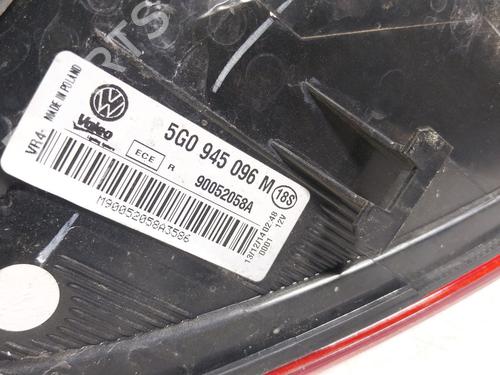 VR4- MADE IN POLAND
Valeo
5G0 945 096 M
ECE R
90052058A
18S
M90052058A3586
13/12/14 02:48
0001 12V
PARTS